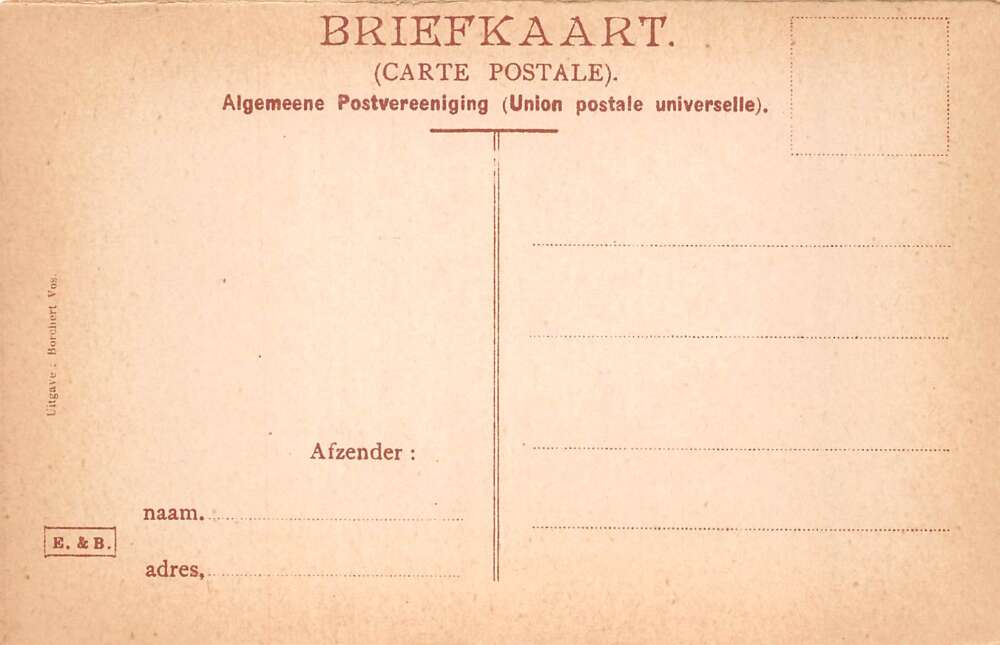 BRIEFKAART.
(CARTE POSTALE).
Algemeene Postvereeniging (Union postale universelle).
Uitgave : Borchert Vos.
Afzender :
naam.
adres,
E. & B.